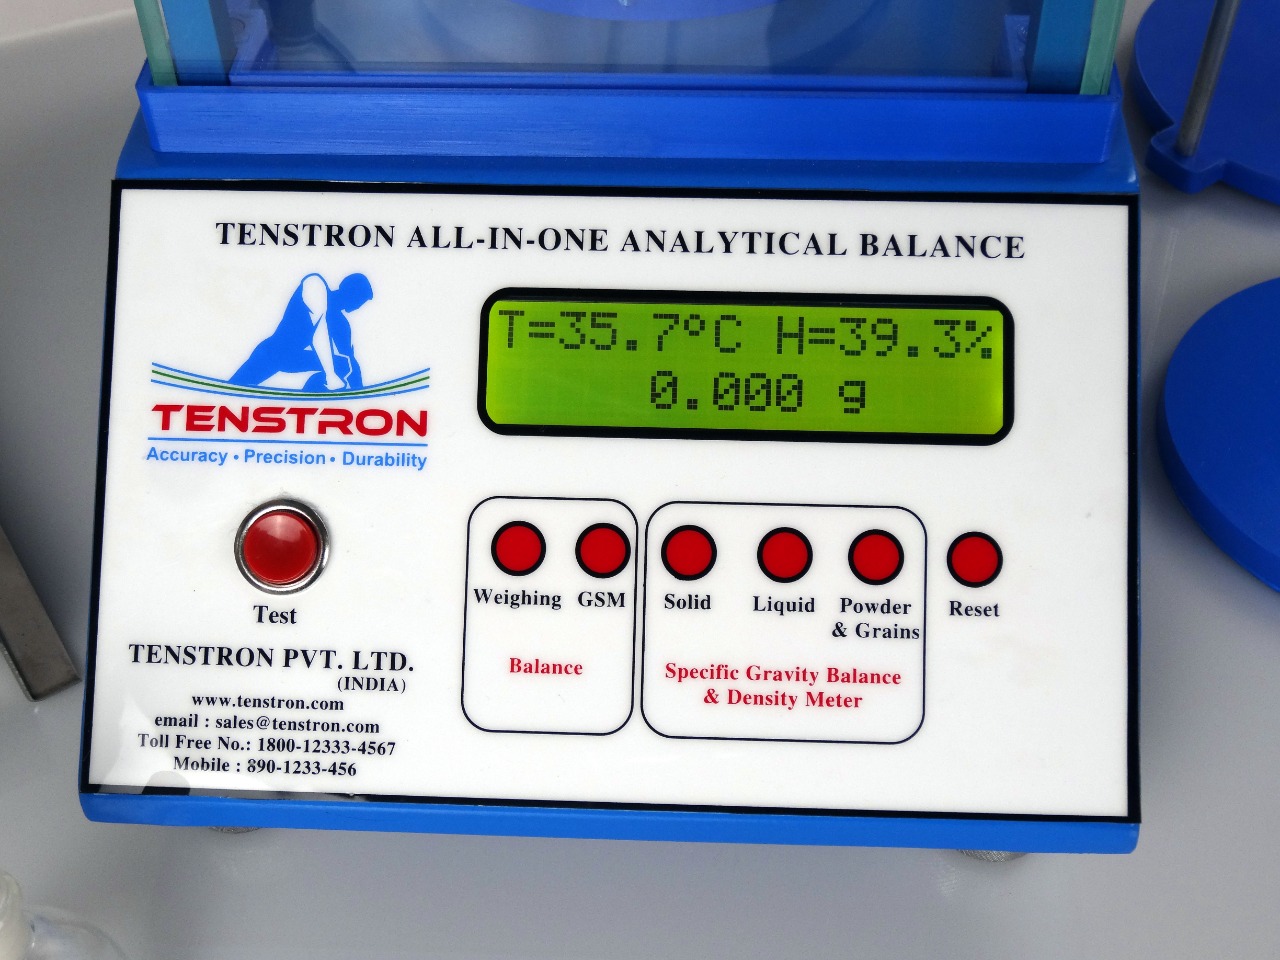 TENSTRON ALL-IN-ONE ANALYTICAL BALANCE
T=35.7°C H=39.3%
0.000 g
TENSTRON
Accuracy • Precision • Durability
Test
Weighing GSM
Balance
Solid Liquid Powder
& Grains
Specific Gravity Balance
& Density Meter
Reset
TENSTRON PVT. LTD.
(INDIA)
www.tenstron.com
email : sales@tenstron.com
Toll Free No.: 1800-12333-4567
Mobile : 890-1233-456